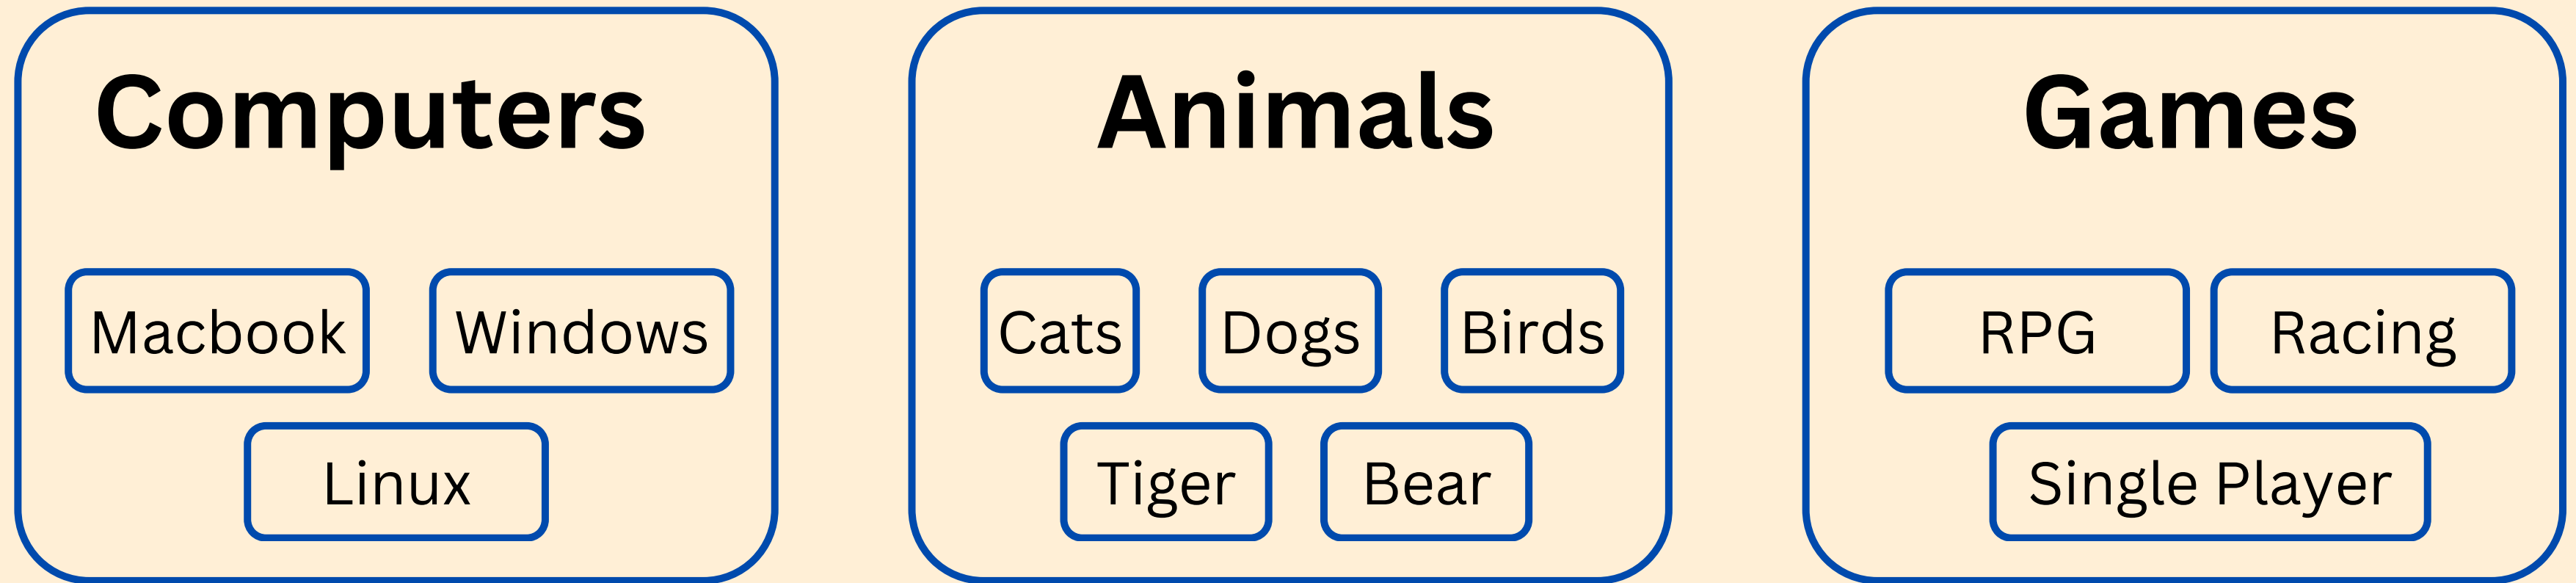 Computers
Macbook
Windows
Linux
Animals
Cats
Dogs
Birds
Tiger
Bear
Games
RPG
Racing
Single Player